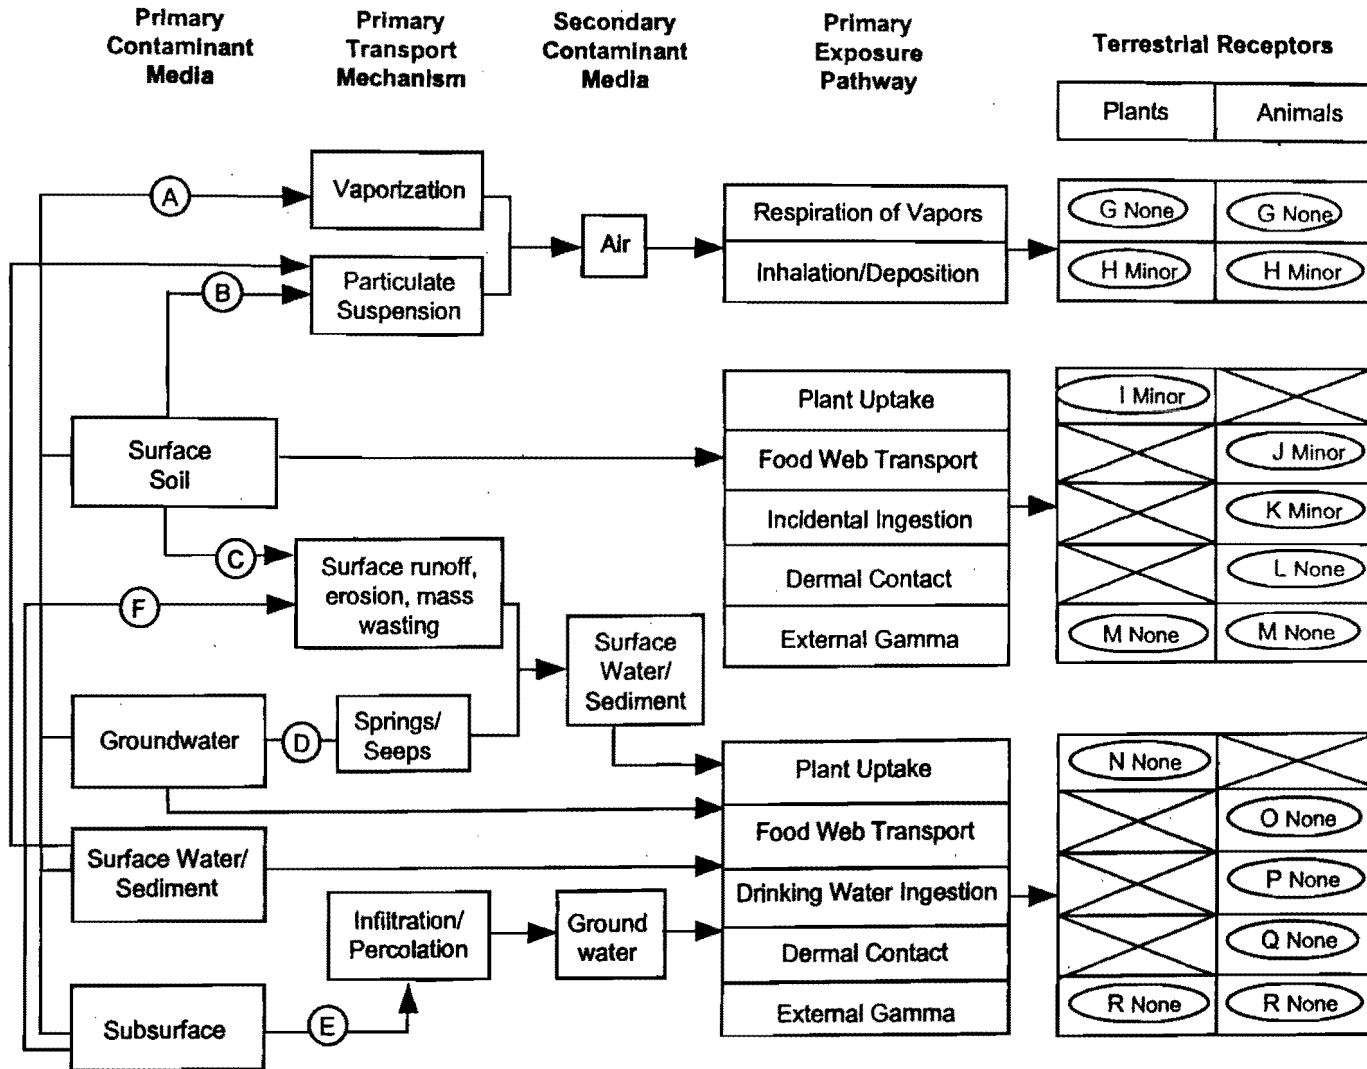 Primary
Contaminant
Media
Primary
Transport
Mechanism
Secondary
Contaminant
Media
Primary
Exposure
Pathway
Terrestrial Receptors
Plants
Animals
A
Vaporization
B
Particulate
Suspension
Air
Respiration of Vapors
Inhalation/Deposition
G None
G None
H Minor
H Minor
Surface
Soil
Plant Uptake
Food Web Transport
Incidental Ingestion
Dermal Contact
External Gamma
I Minor
J Minor
K Minor
L None
M None
M None
C
F
Surface runoff,
erosion, mass
wasting
Surface
Water/
Sediment
Groundwater
D
Springs/
Seeps
Surface Water/
Sediment
Infiltration/
Percolation
Ground
water
Subsurface
E
Plant Uptake
Food Web Transport
Drinking Water Ingestion
Dermal Contact
External Gamma
N None
O None
P None
Q None
R None
R None